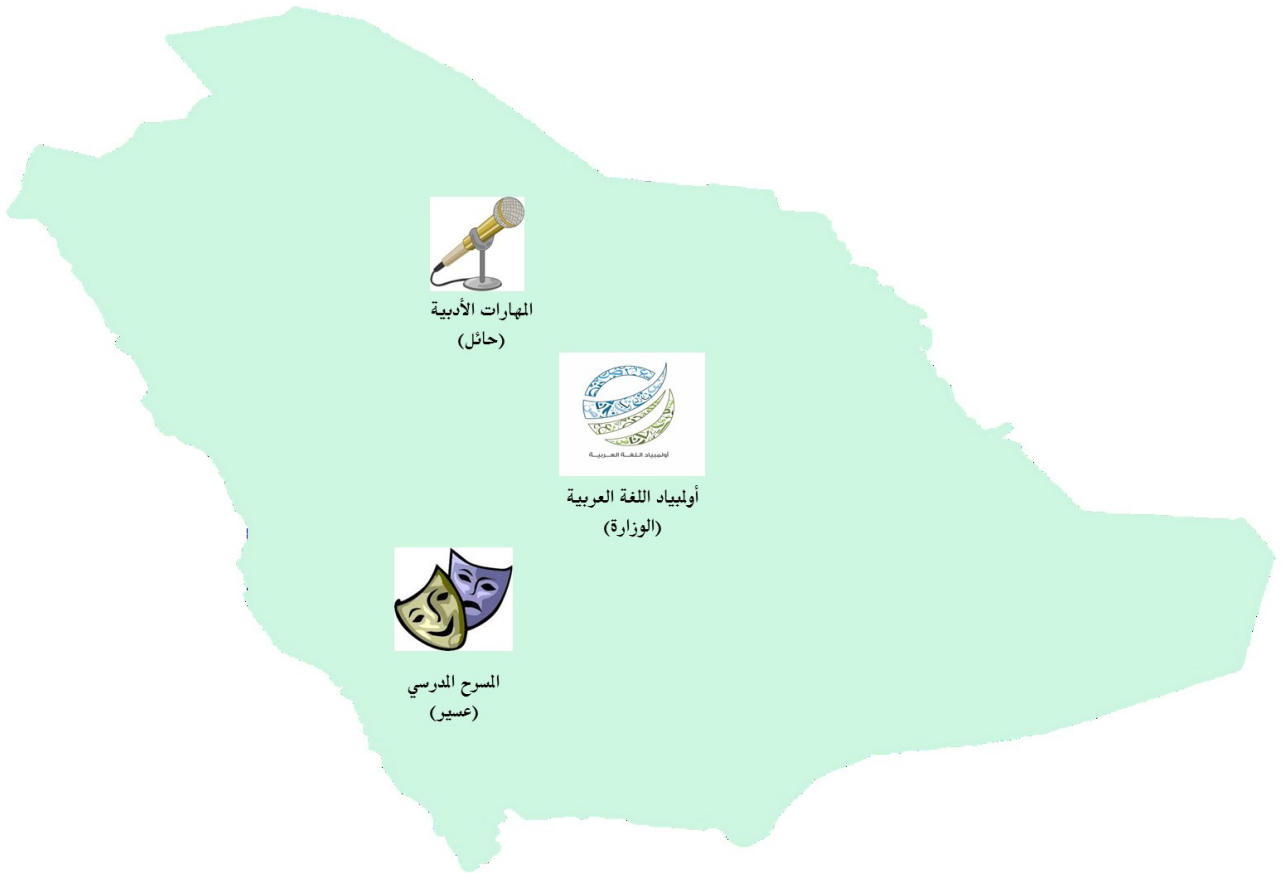 المهارات الأدبية
(حائل)
أولمبياد اللغة العربية
أولمبياد اللغة العربية
(الوزارة)
المسرح المدرسي
(عسير)